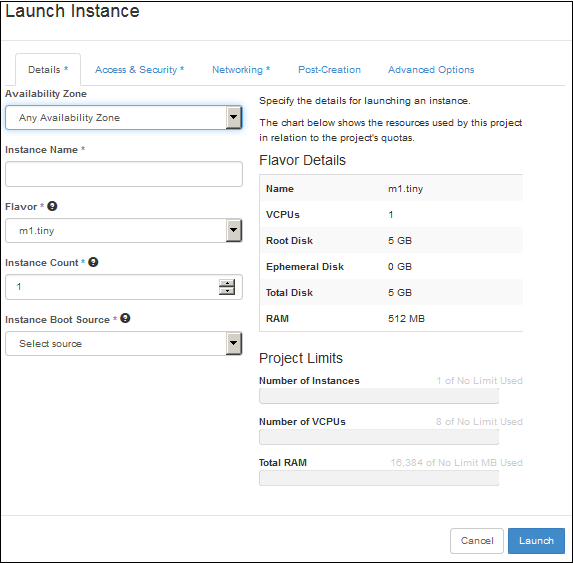 Launch Instance
Details * Access & Security * Networking * Post-Creation Advanced Options
Availability Zone
Any Availability Zone
Instance Name *
Flavor * ?
m1.tiny
Instance Count * ?
1
Instance Boot Source * ?
Select source
Specify the details for launching an instance.
The chart below shows the resources used by this project
in relation to the project's quotas.
Flavor Details
Name m1.tiny
VCPUs 1
Root Disk 5 GB
Ephemeral Disk 0 GB
Total Disk 5 GB
RAM 512 MB
Project Limits
Number of Instances 1 of No Limit Used
Number of VCPUs 8 of No Limit Used
Total RAM 16,384 of No Limit MB Used
Cancel Launch